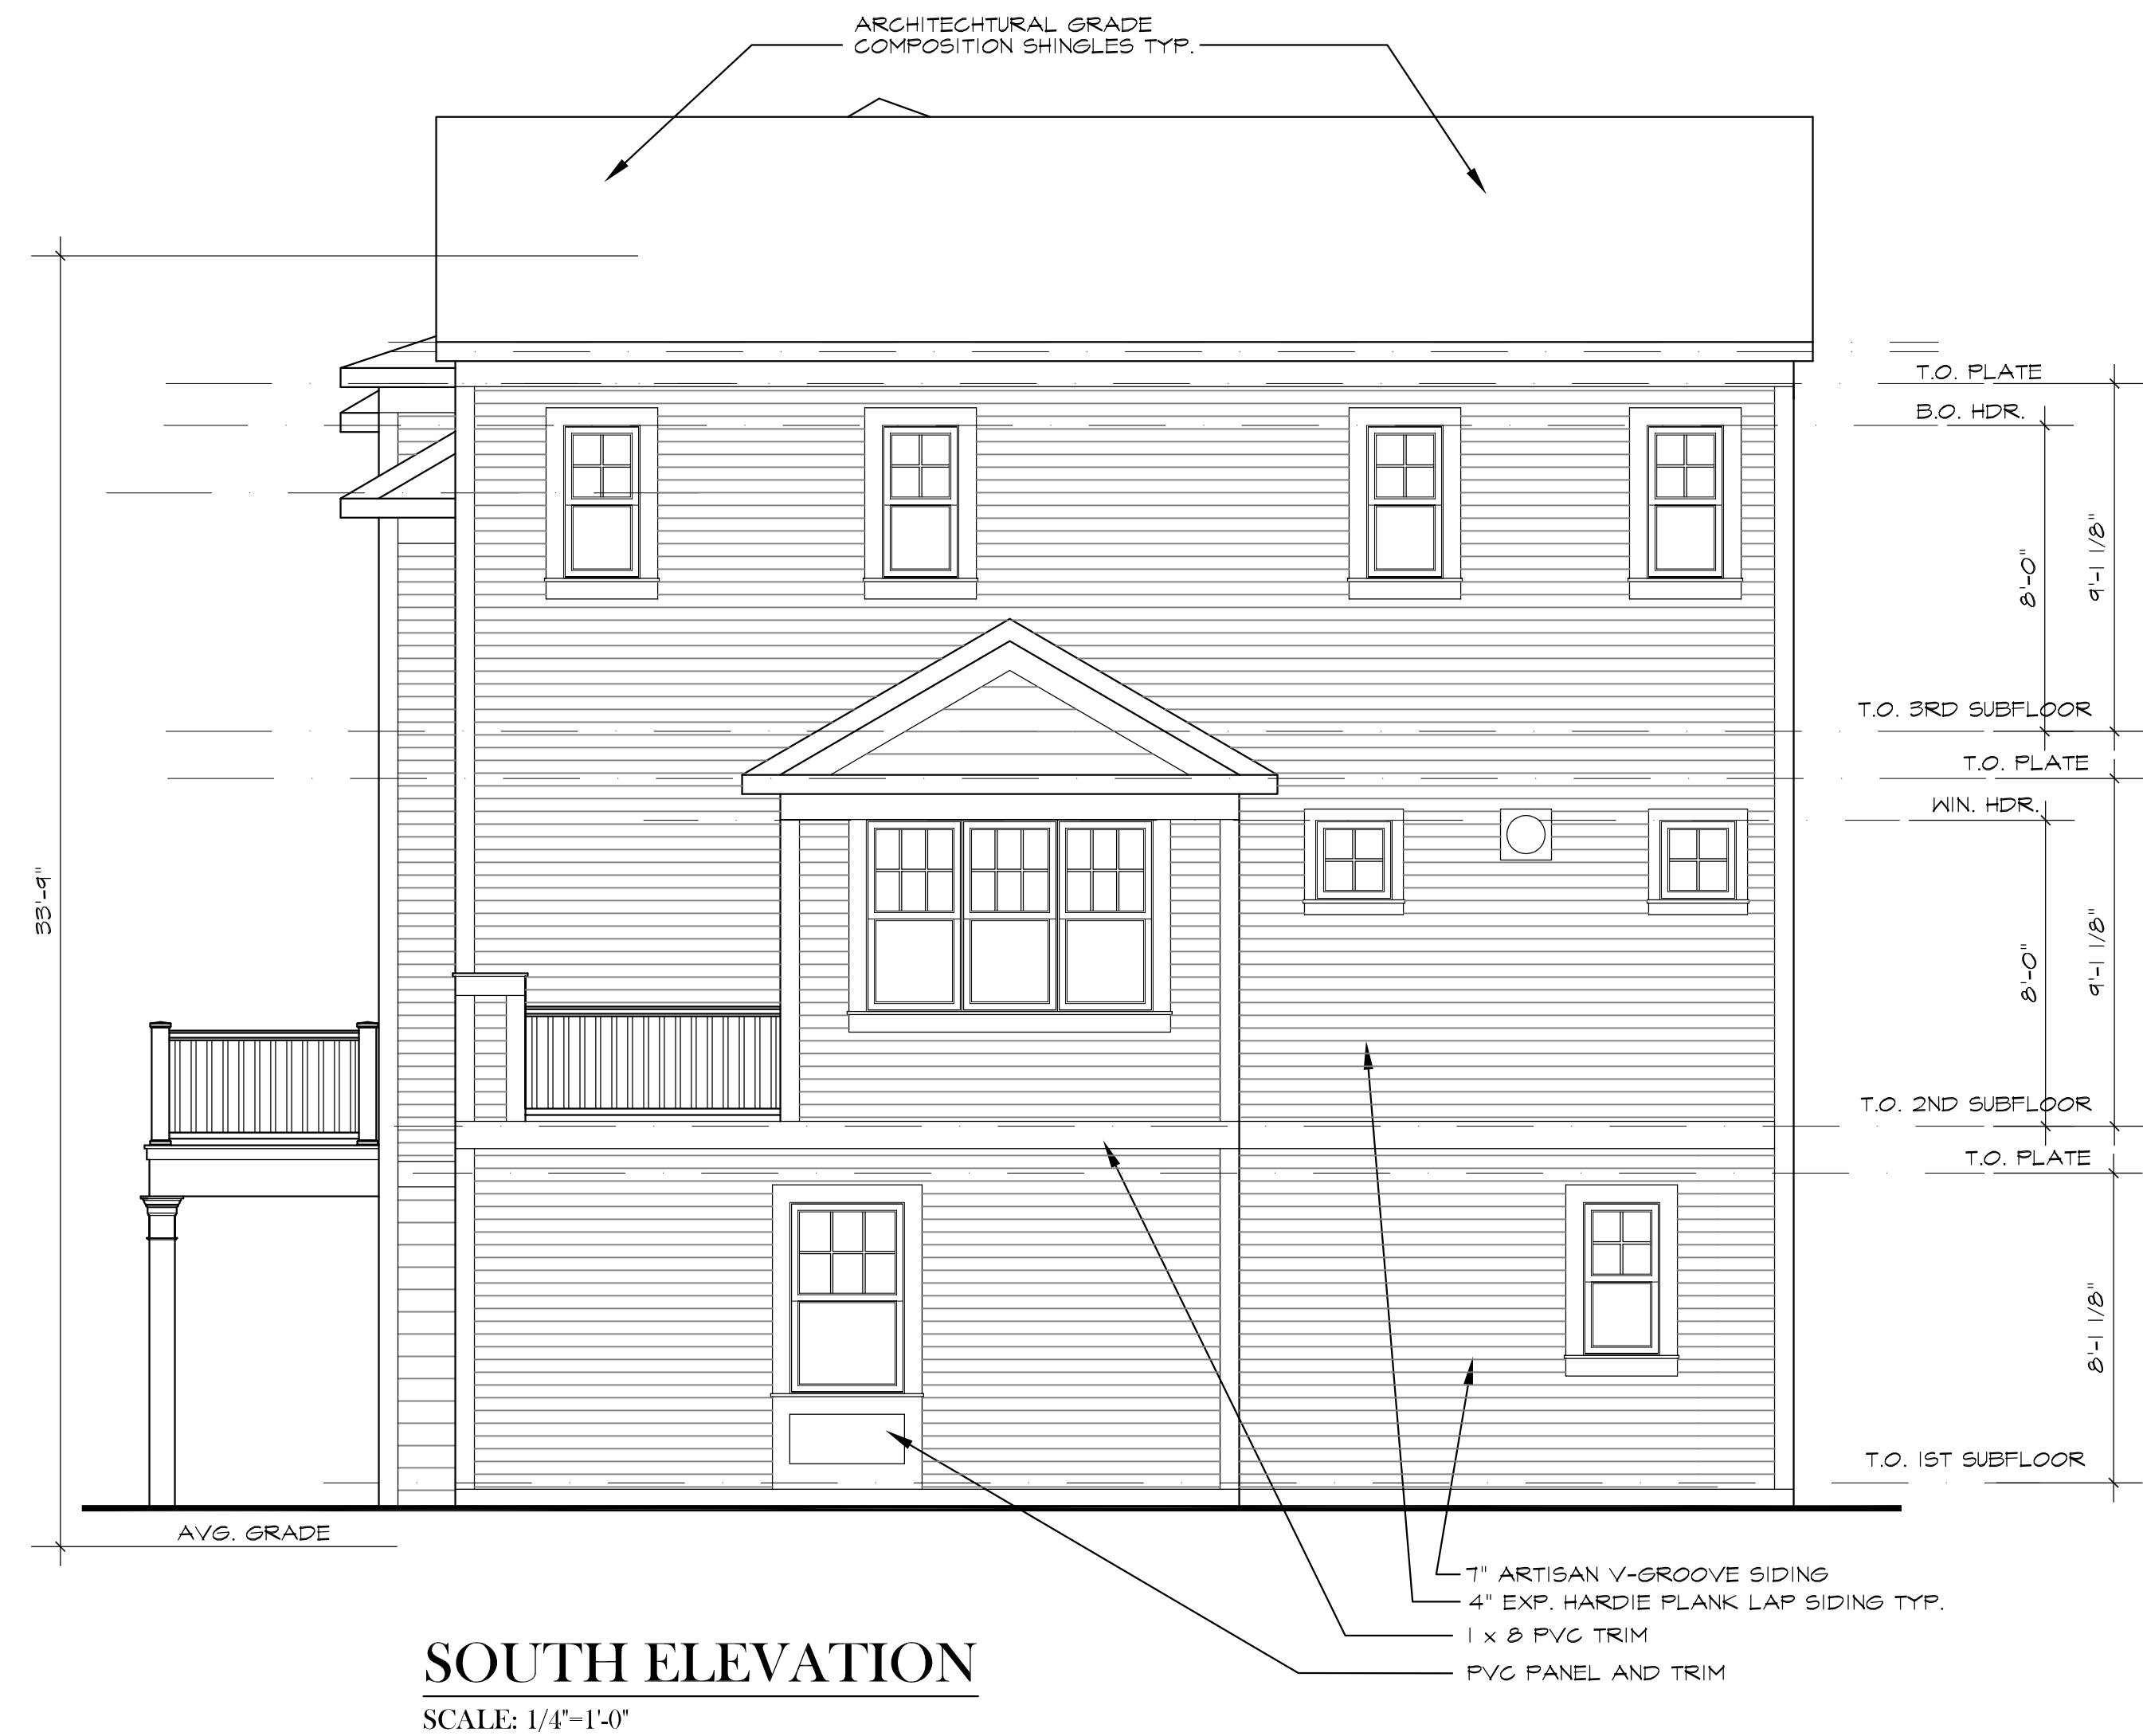 ARCHITECHTURAL GRADE
COMPOSITION SHINGLES TYP.
T.O. PLATE
B.O. HDR.
9'-1 1/8"
8'-0"
T.O. 3RD SUBFLOOR
T.O. PLATE
WIN. HDR.
33'-9"
9'-1 1/8"
8'-0"
T.O. 2ND SUBFLOOR
T.O. PLATE
8'-1 1/8"
T.O. 1ST SUBFLOOR
AVG. GRADE
7" ARTISAN V-GROOVE SIDING
4" EXP. HARDIE PLANK LAP SIDING TYP.
1 x 8 PVC TRIM
PVC PANEL AND TRIM
SOUTH ELEVATION
SCALE: 1/4"=1'-0"